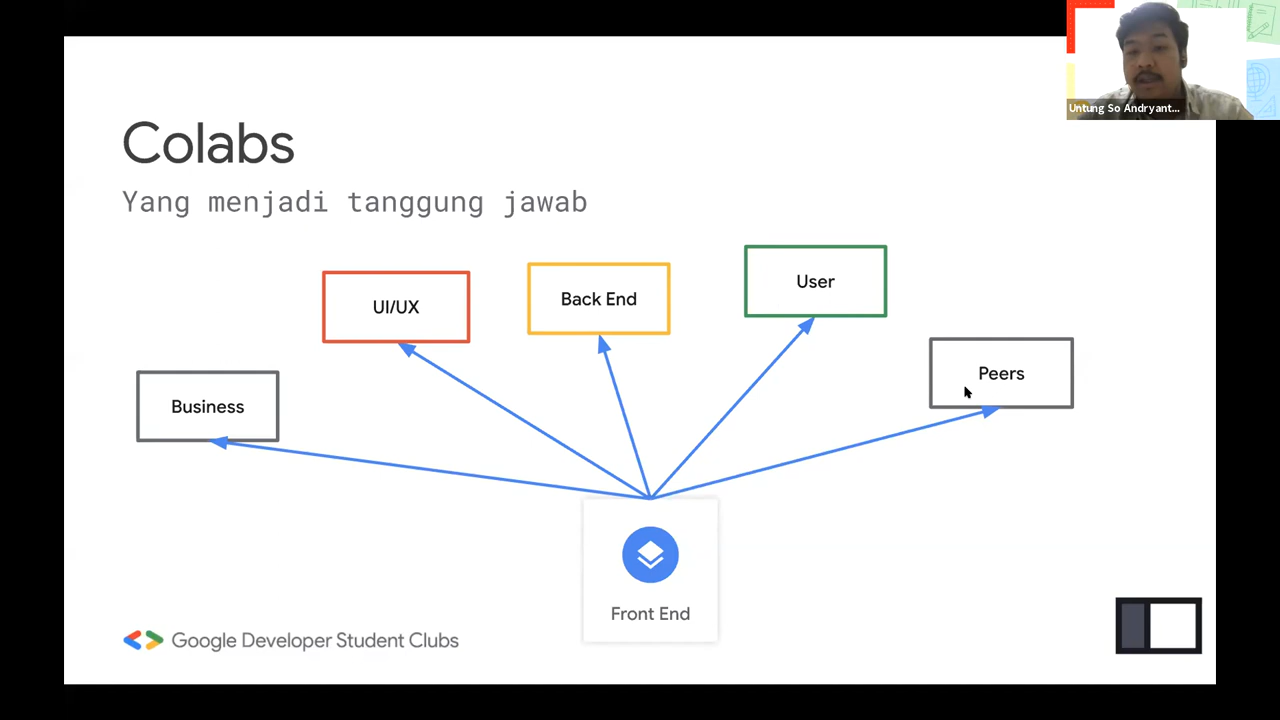 Untung So Andryant...
Colabs
Yang menjadi tanggung jawab
User
Back End
UI/UX
Peers
Business
Front End
Google Developer Student Clubs